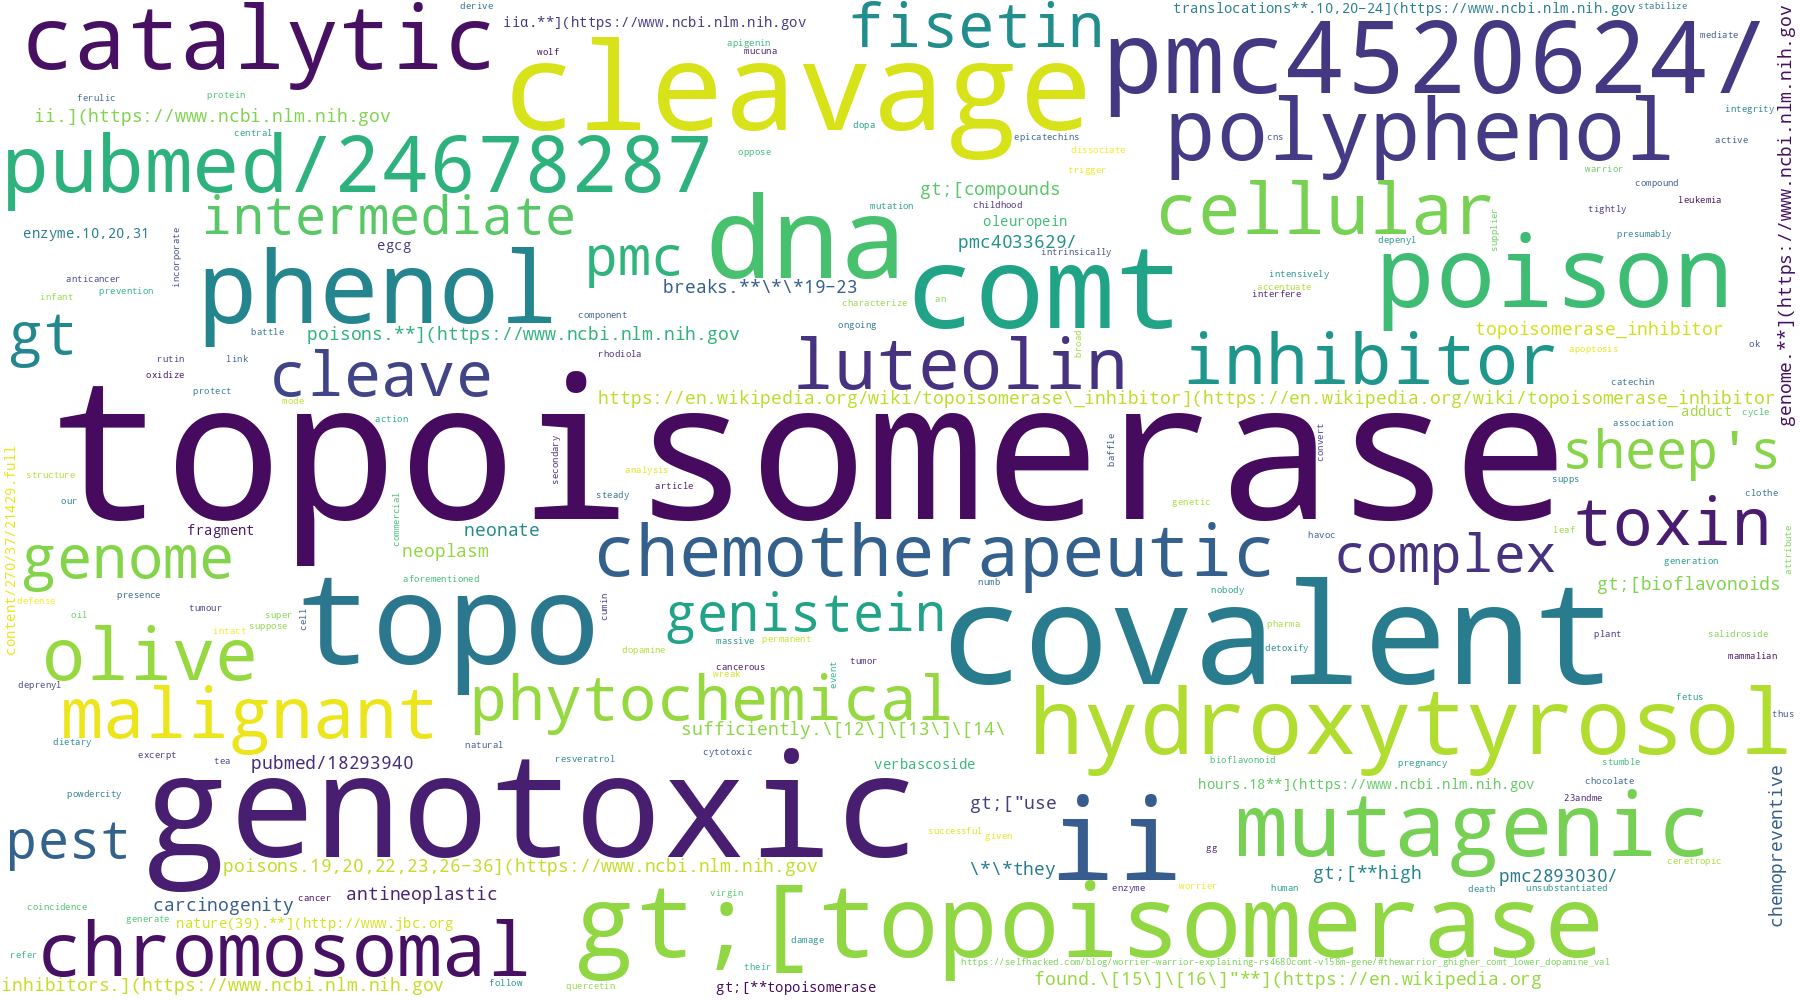 derive
iiα.**](https://www.ncbi.nlm.nih.gov
fisetin
translocations**.10,20−24](https://www.ncbi.nlm.nih.gov
stabilize
catalytic
wolf
apigenin
mucuna
cleavage
pmc4520624/
mediate
genome.**](https://www.ncbi.nlm.nih.gov
ferulic
protein
ii.](https://www.ncbi.nlm.nih.gov
central
dopa
epicatechins
polyphenol
cns
integrity
active
pubmed/24678287
oppose
dissociate
trigger
warrior
compound
intermediate
gt;[compounds
mutation
childhood
oleuropein
cellular
supplier
tightly
leukemia
enzyme.10,20,31
incorporate
egcg
pmc
dna
pmc4033629/
intrinsically
depenyl
presumably
anticancer
prevention
infant
phenol
breaks.**\*\*19−23
characterize
an
comt
intensively
accentuate
interfere
poison
gt
battle
component
poisons.**](https://www.ncbi.nlm.nih.gov
ongoing
broad
topoisomerase_inhibitor
rutin
link
oxidize
cleave
rhodiola
luteolin
inhibitor
apoptosis
ok
protect
mode
catechin
https://en.wikipedia.org/wiki/topoisomerase\_inhibitor](https://en.wikipedia.org/wiki/topoisomerase_inhibitor
topoisomerase
action
adduct
cycle
association
content/270/37/21429.full
structure
secondary
analysis
baffle
convert
sheep's
our
article
steady
supps
clothe
fragment
commercial
neonate
genetic
toxin
genome
neoplasm
chemotherapeutic
havoc
complex
leaf
attribute
generation
aforementioned
numb
nobody
gt;[bioflavonoids
defense
presence
oil
tumour
super
suppose
intact
cell
topo
cumin
genistein
massive
permanent
covalent
pharma
detoxify
plant
salidroside
olive
dopamine
mammalian
deprenyl
cancerous
wreak
event
tumor
malignant
phytochemical
hydroxytyrosol
fetus
thus
sufficiently.\[12\]\[13\]\[14\
dietary
excerpt
tea
natural
pubmed/18293940
resveratrol
cytotoxic
verbascoside
bioflavonoid
pregnancy
stumble
chemopreventive
powdercity
genotoxic
gt;["use
ii
hours.18**](https://www.ncbi.nlm.nih.gov
chocolate
23andme
pest
successful
given
mutagenic
gg
ceretropic
poisons.19,20,22,23,26−36](https://www.ncbi.nlm.nih.gov
\*\*they
gt;[**high
pmc2893030/
carcinogenity
cancer
antineoplastic
virgin
enzyme
worrier
human
death
unsubstantiated
coincidence
generate
nature(39).**](http://www.jbc.org
gt;[topoisomerase
damage
refer
chromosomal
their
https://selfhacked.com/blog/worrier-warrior-explaining-rs4680comt-v158m-gene/#thewarrior_ghigher_comt_lower_dopamine_val
inhibitors.](https://www.ncbi.nlm.nih.gov
follow
quercetin
gt;[**topoisomerase
found.\[15\]\[16\]"**](https://en.wikipedia.org